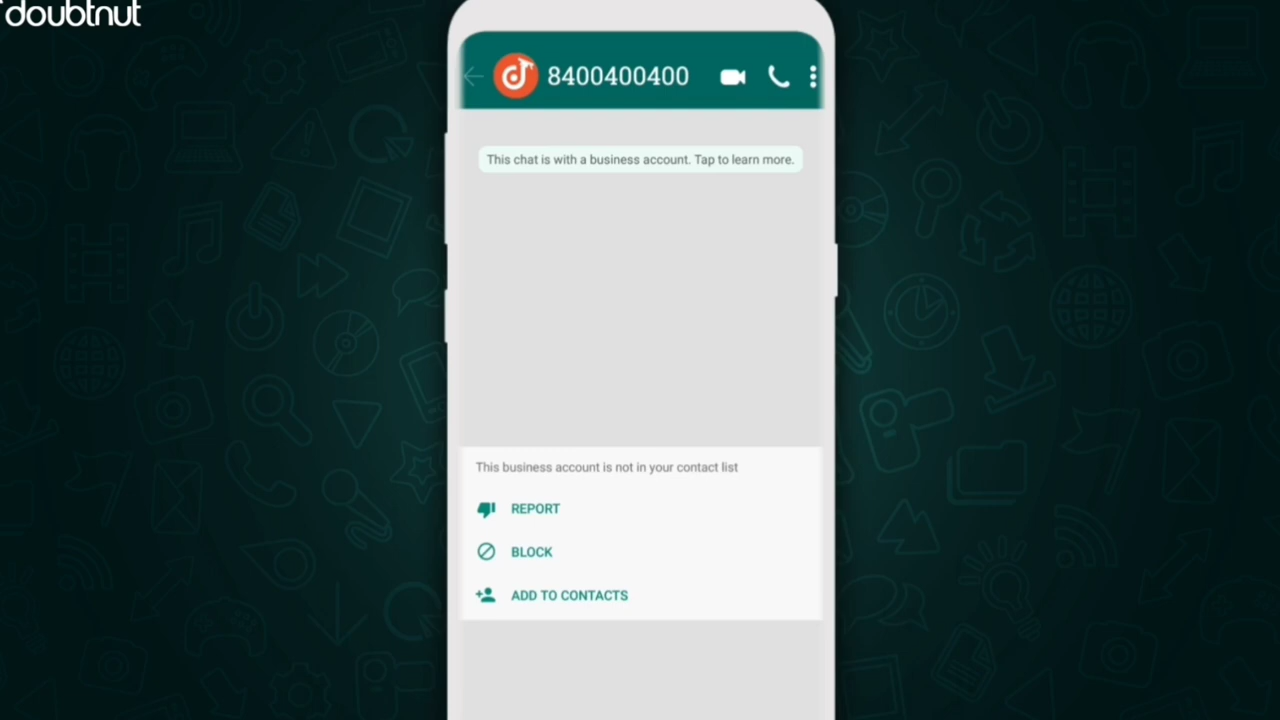 doubtnut
8400400400
This chat is with a business account. Tap to learn more.
This business account is not in your contact list
REPORT
BLOCK
ADD TO CONTACTS